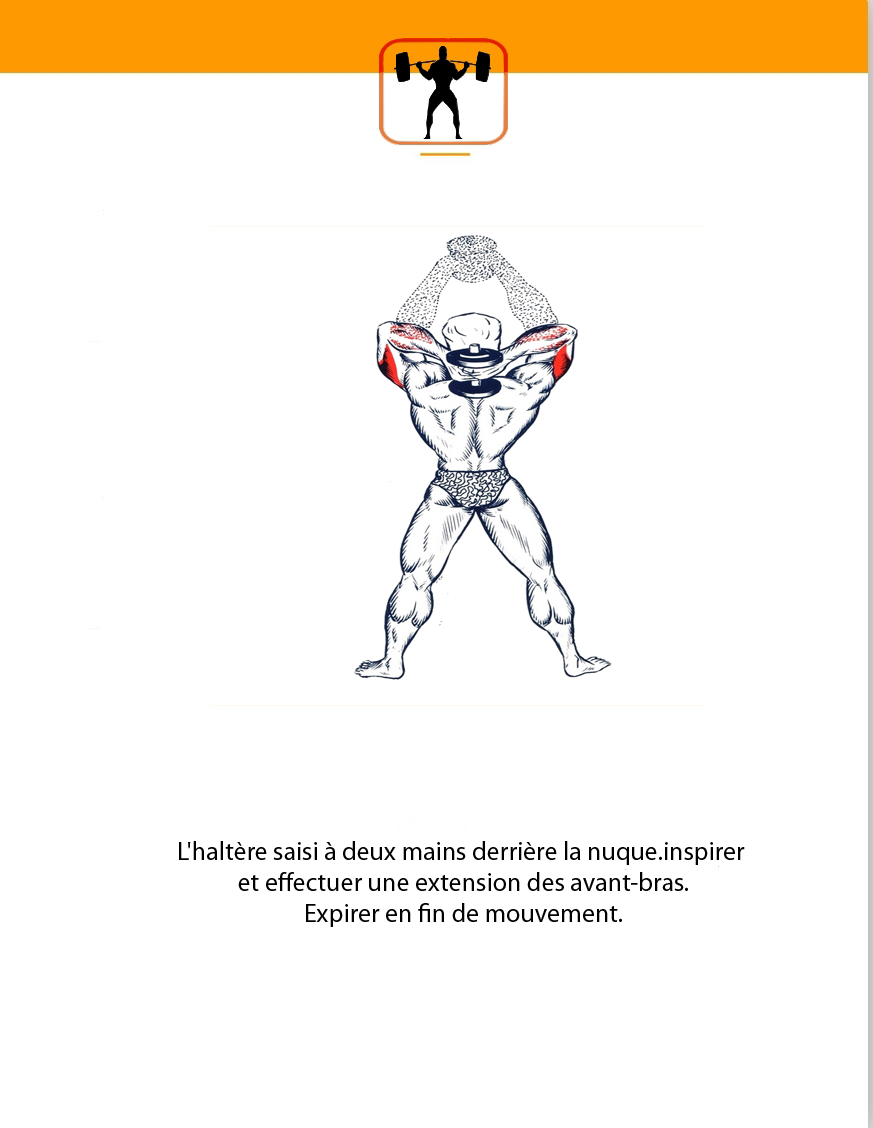 L'haltère saisi à deux mains derrière la nuque.inspirer
et effectuer une extension des avant-bras.
Expirer en fin de mouvement.